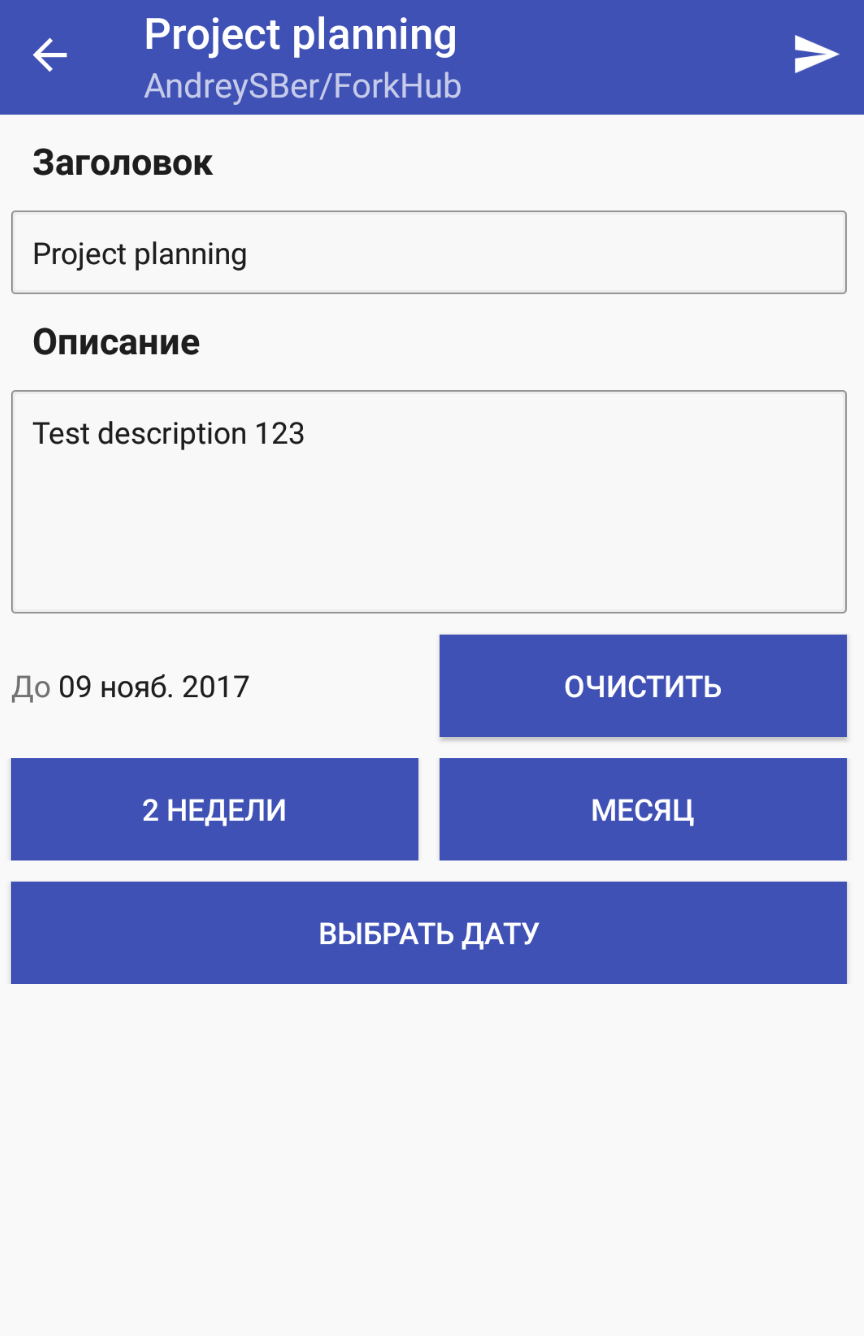 Project planning
AndreySBer/ForkHub
Заголовок
Project planning
Описание
Test description 123
До 09 нояб. 2017
ОЧИСТИТЬ
2 НЕДЕЛИ
МЕСЯЦ
ВЫБРАТЬ ДАТУ